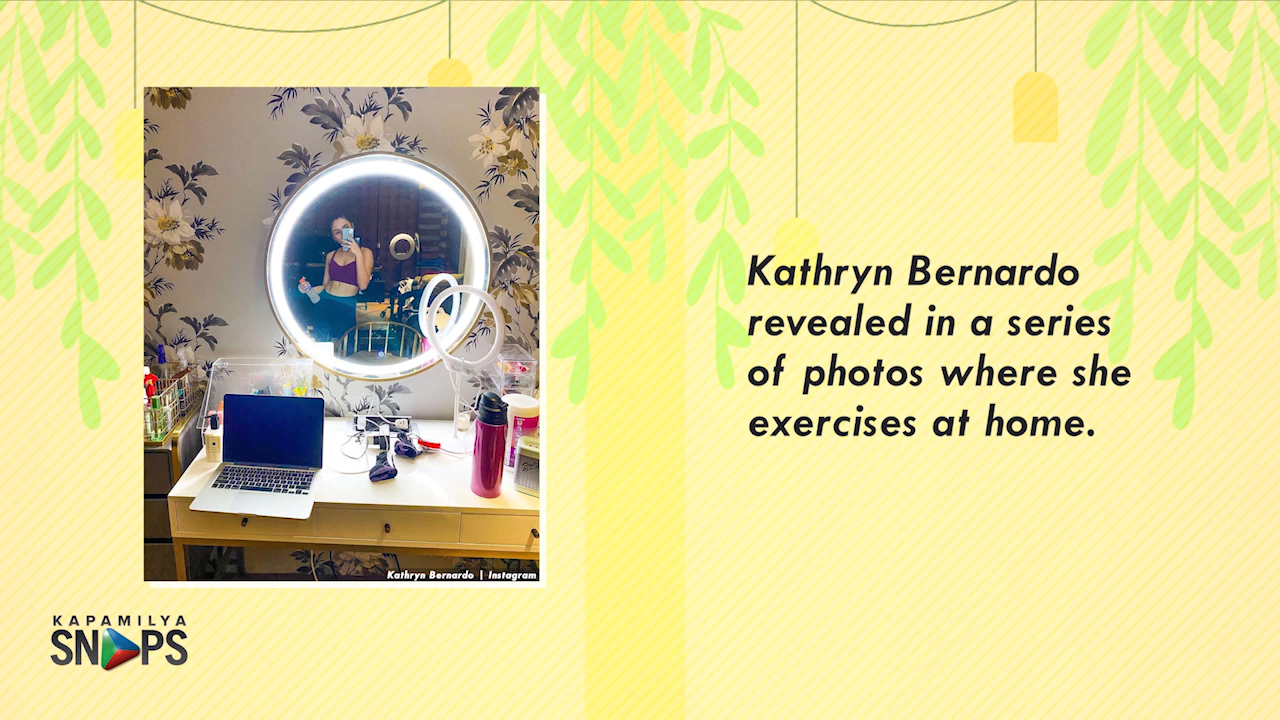 Kathryn Bernardo
revealed in a series
of photos where she
exercises at home.
Kathryn Bernardo | Instagram
KAPAMILYA
SNAPS